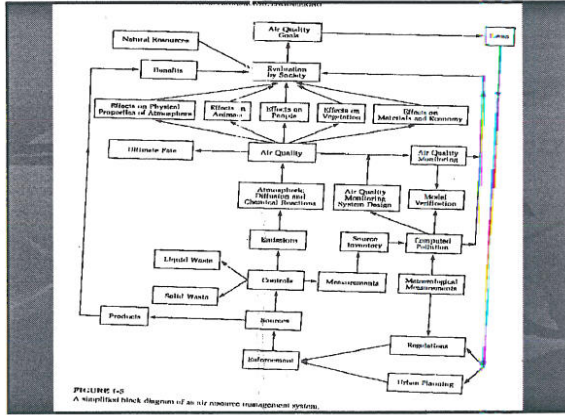 Natural Resources
Air Quality
Goals
Laws
Benefits
Evaluation
by Society
Effects on Physical
Properties of Atmosphere
Effects on
Animals
Effects on
People
Effects on
Vegetation
Effects on
Materials and Economy
Ultimate Fate
Air Quality
Air Quality
Monitoring
Atmospheric
Diffusion and
Chemical Reactions
Air Quality
Monitoring
System Design
Model
Verification
Emissions
Source
Inventory
Computed
Pollution
Liquid Waste
Controls
Measurements
Meteorological
Measurements
Solid Waste
Products
Sources
Regulations
Enforcement
Urban Planning
FIGURE 1-5
A simplified block diagram of an air resource management system.